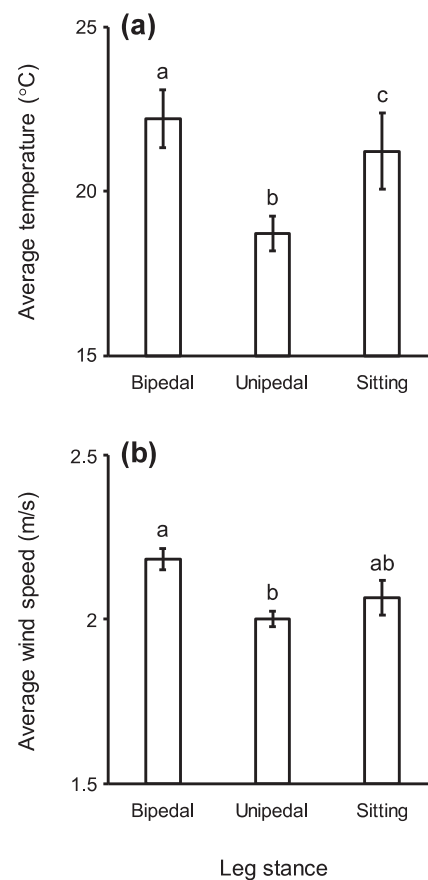 (a)
Average temperature (°C)
25
20
15
a
b
c
Bipedal Unipedal Sitting
(b)
Average wind speed (m/s)
2.5
2
1.5
a
b
ab
Bipedal Unipedal Sitting
Leg stance